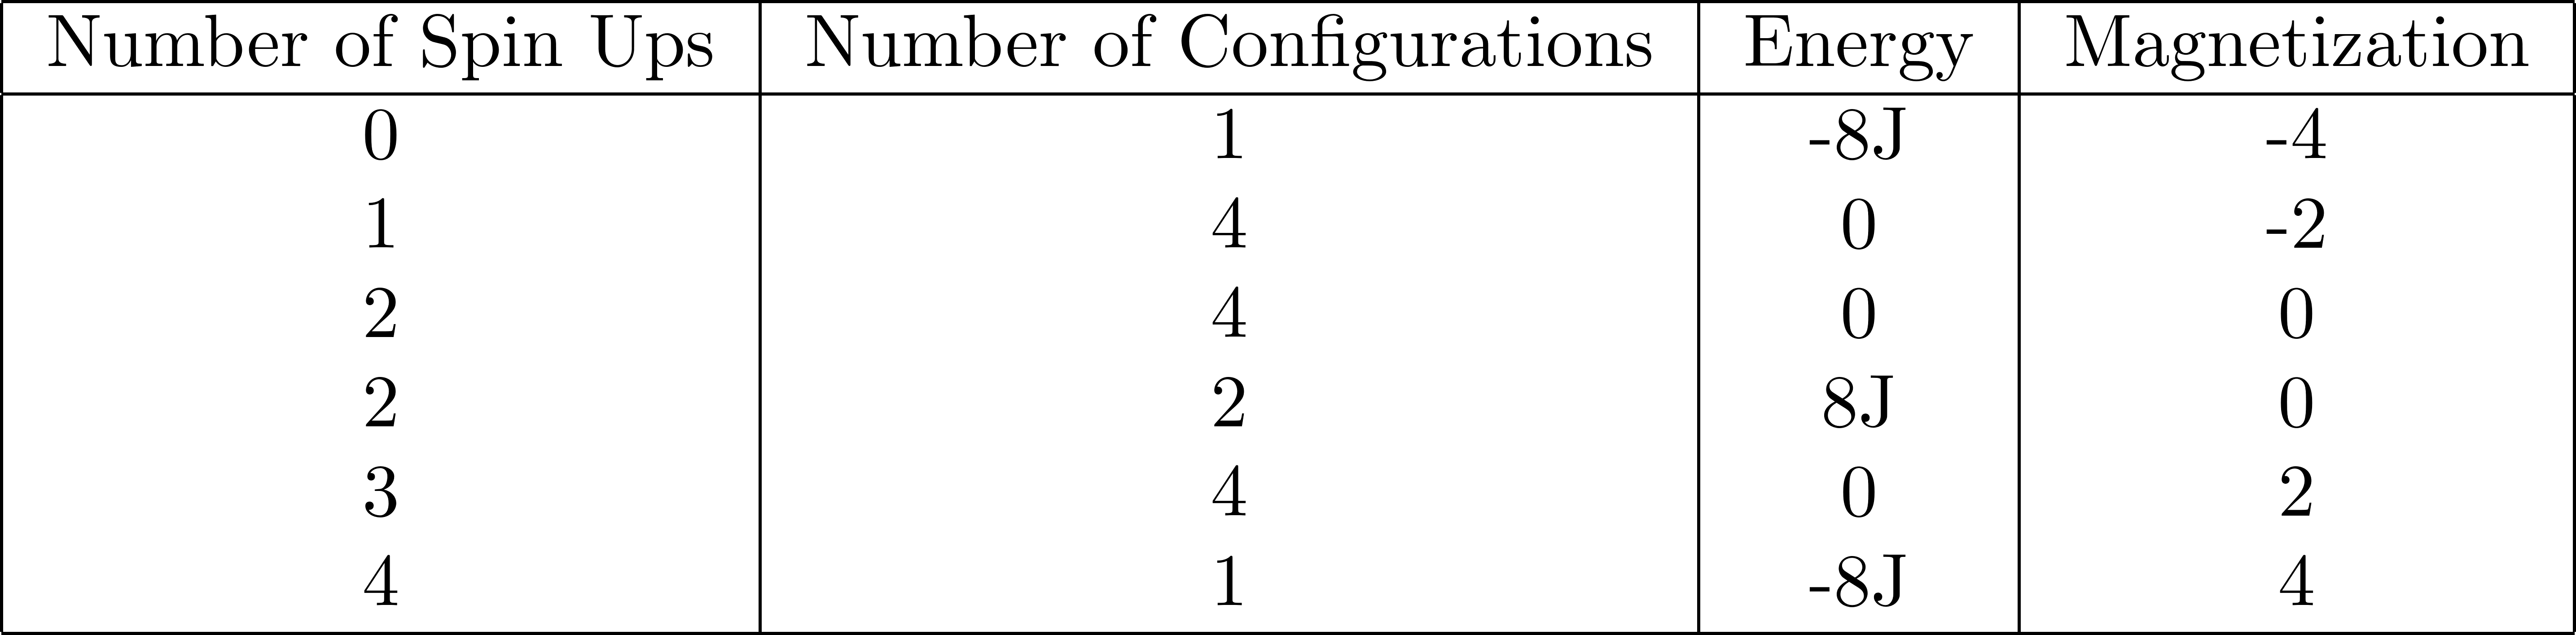 Number of Spin Ups Number of Configurations Energy Magnetization
0 1 -8J -4
1 4 0 -2
2 4 0 0
2 2 8J 0
3 4 0 2
4 1 -8J 4